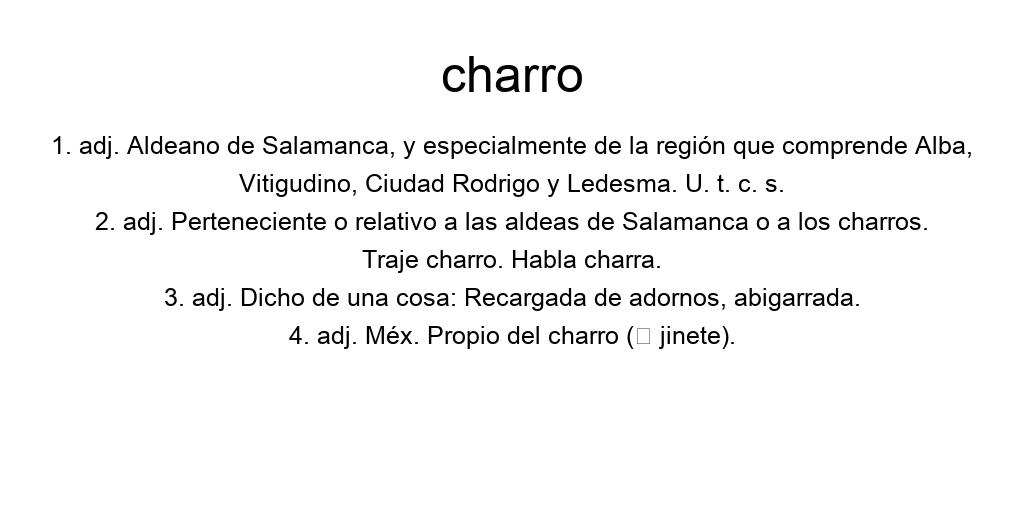 charro
1. adj. Aldeano de Salamanca, y especialmente de la región que comprende Alba,
Vitigudino, Ciudad Rodrigo y Ledesma. U. t. c. s.
2. adj. Perteneciente o relativo a las aldeas de Salamanca o a los charros.
Traje charro. Habla charra.
3. adj. Dicho de una cosa: Recargada de adornos, abigarrada.
4. adj. Méx. Propio del charro (▯ jinete).